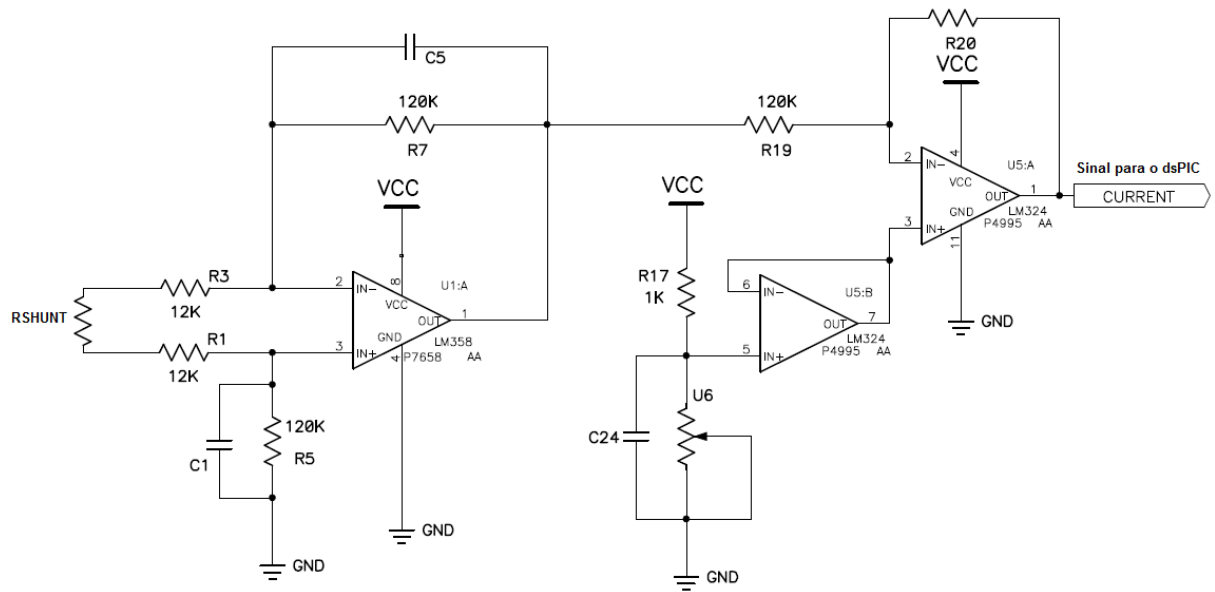 C5
120K
R7
VCC
RSHUNT
R3
12K
R1
12K
2
IN-
3
IN+
8
VCC
GND
4
OUT
1
U1:A
LM358
P7658
AA
120K
R5
C1
GND
GND
120K
R19
VCC
R17
1K
6
IN-
5
IN+
OUT
7
U5:B
LM324
P4995
AA
U6
C24
GND
R20
VCC
4
2
IN-
3
IN+
VCC
GND
11
OUT
1
U5:A
LM324
P4995
AA
GND
Sinal para o dsPIC
CURRENT